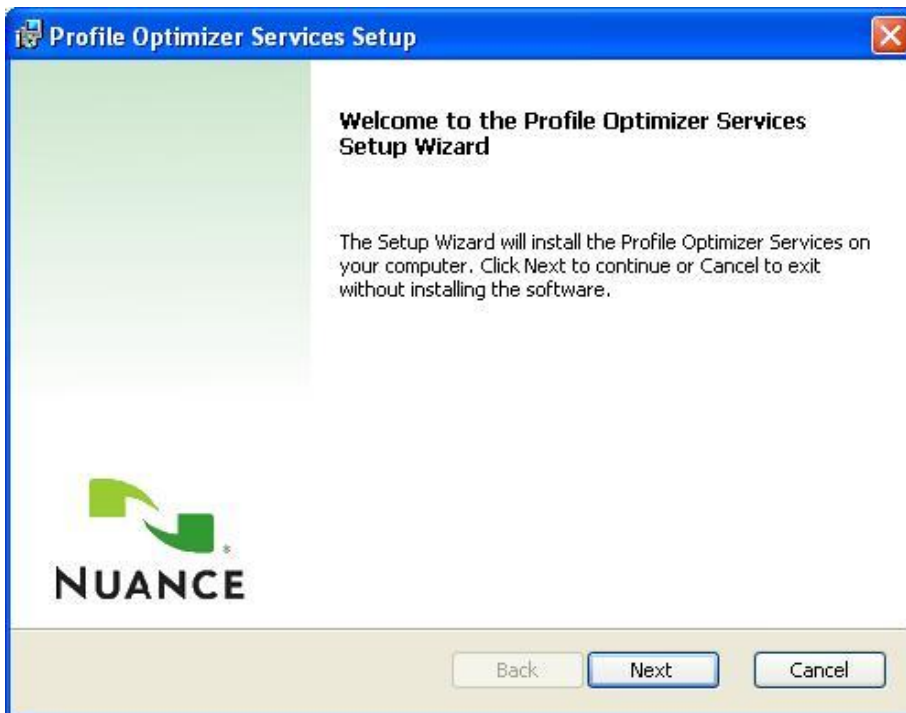 Profile Optimizer Services Setup
Welcome to the Profile Optimizer Services
Setup Wizard
The Setup Wizard will install the Profile Optimizer Services on
your computer. Click Next to continue or Cancel to exit
without installing the software.
®
NUANCE
Back
Next
Cancel